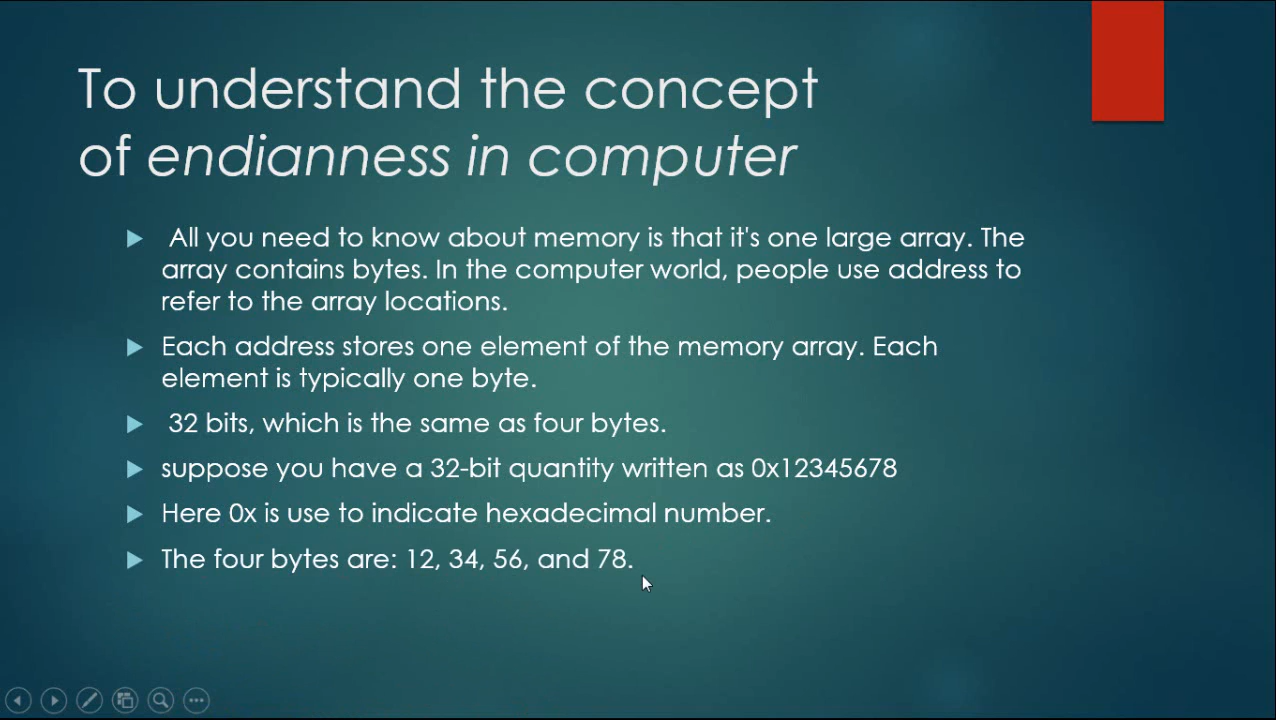 To understand the concept
of endianness in computer
All you need to know about memory is that it's one large array. The
array contains bytes. In the computer world, people use address to
refer to the array locations.
Each address stores one element of the memory array. Each
element is typically one byte.
32 bits, which is the same as four bytes.
suppose you have a 32-bit quantity written as 0x12345678
Here 0x is use to indicate hexadecimal number.
The four bytes are: 12, 34, 56, and 78.